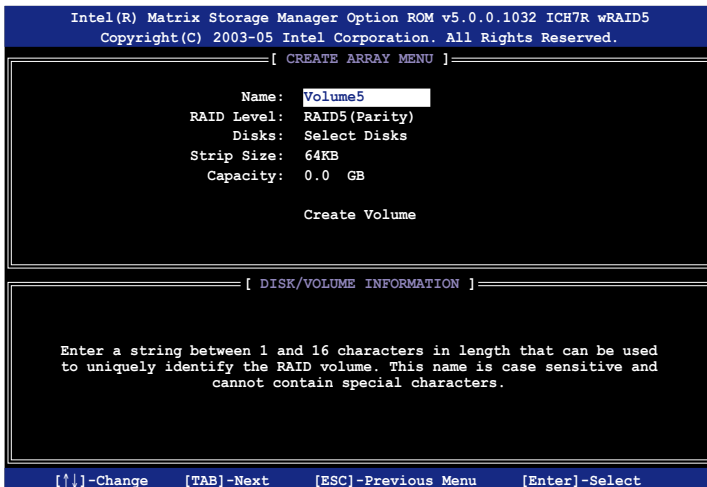 Intel(R) Matrix Storage Manager Option ROM v5.0.0.1032 ICH7R wRAID5
Copyright(C) 2003-05 Intel Corporation. All Rights Reserved.
[ CREATE ARRAY MENU ]
Name: Volume5
RAID Level: RAID5(Parity)
Disks: Select Disks
Strip Size: 64KB
Capacity: 0.0 GB
Create Volume
[ DISK/VOLUME INFORMATION ]
Enter a string between 1 and 16 characters in length that can be used
to uniquely identify the RAID volume. This name is case sensitive and
cannot contain special characters.
[↑↓]-Change [TAB]-Next [ESC]-Previous Menu [Enter]-Select